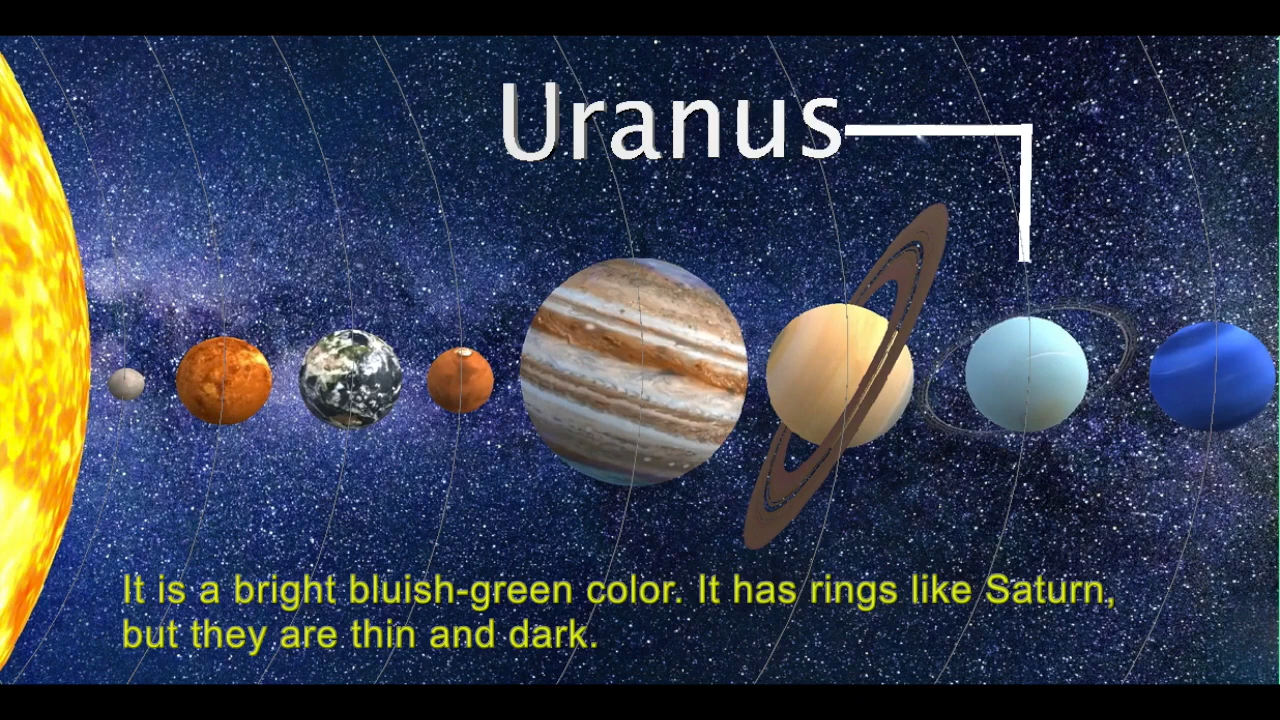 Uranus
It is a bright bluish-green color. It has rings like Saturn,
but they are thin and dark.